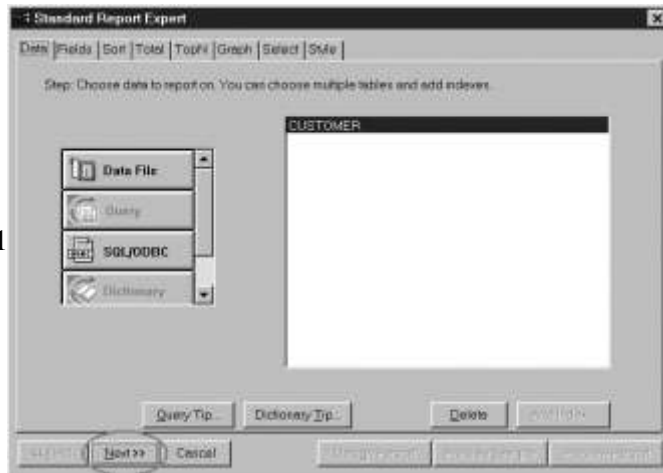 Standard Report Expert
Data Fields Sort Total TopN Graph Select Style
Step: Choose data to report on. You can choose multiple tables and add indexes.
CUSTOMER
Data File
Query
1
SQL/ODBC
Dictionary
Query Tip... Dictionary Tip... Delete
Next >> Cancel